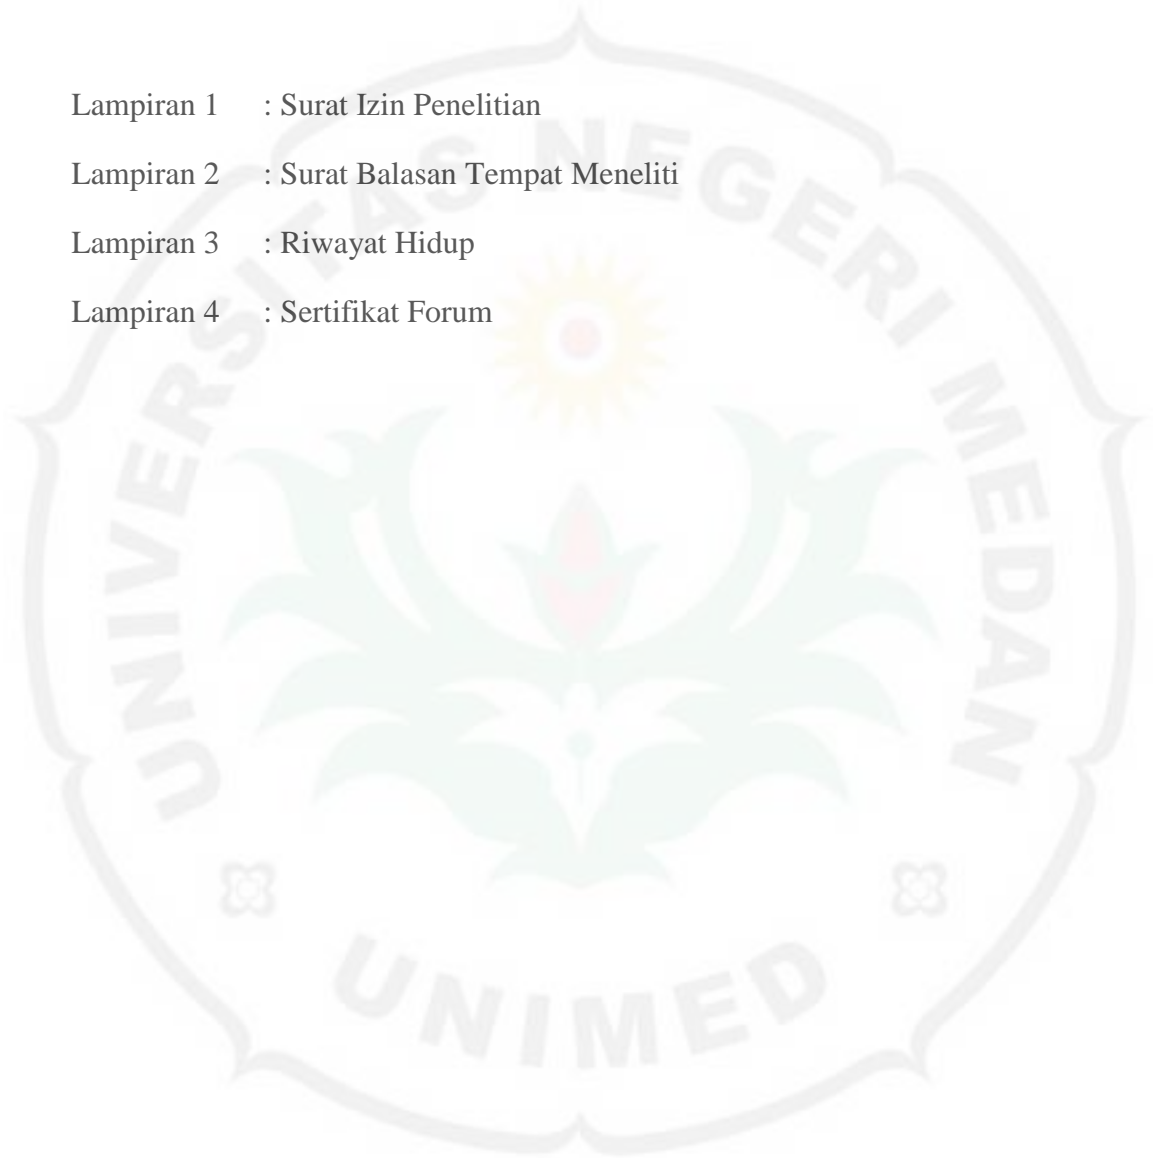 Lampiran 1 : Surat Izin Penelitian
Lampiran 2 : Surat Balasan Tempat Meneliti
Lampiran 3 : Riwayat Hidup
Lampiran 4 : Sertifikat Forum
UNIVERSITAS NEGERI MEDAN
UNIMED